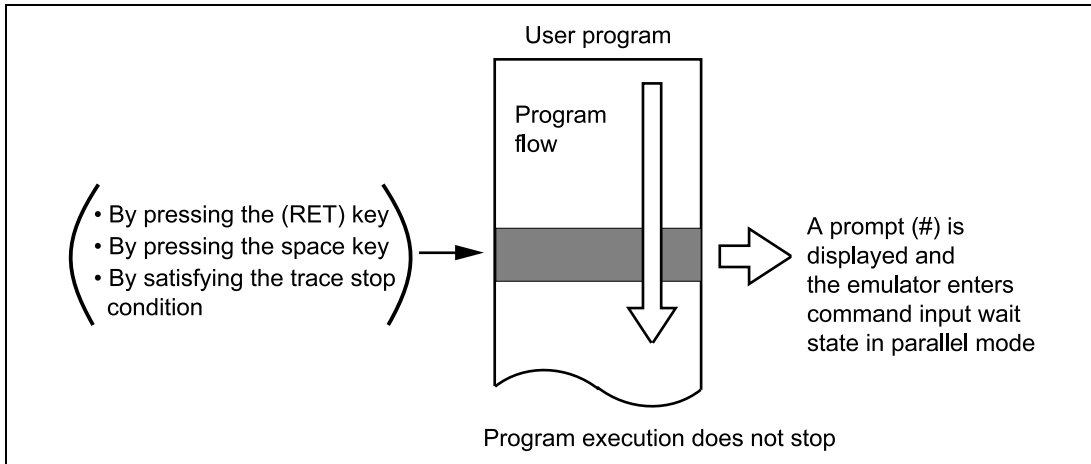 User program
Program
flow
• By pressing the (RET) key
• By pressing the space key
• By satisfying the trace stop
condition
A prompt (#) is
displayed and
the emulator enters
command input wait
state in parallel mode
Program execution does not stop